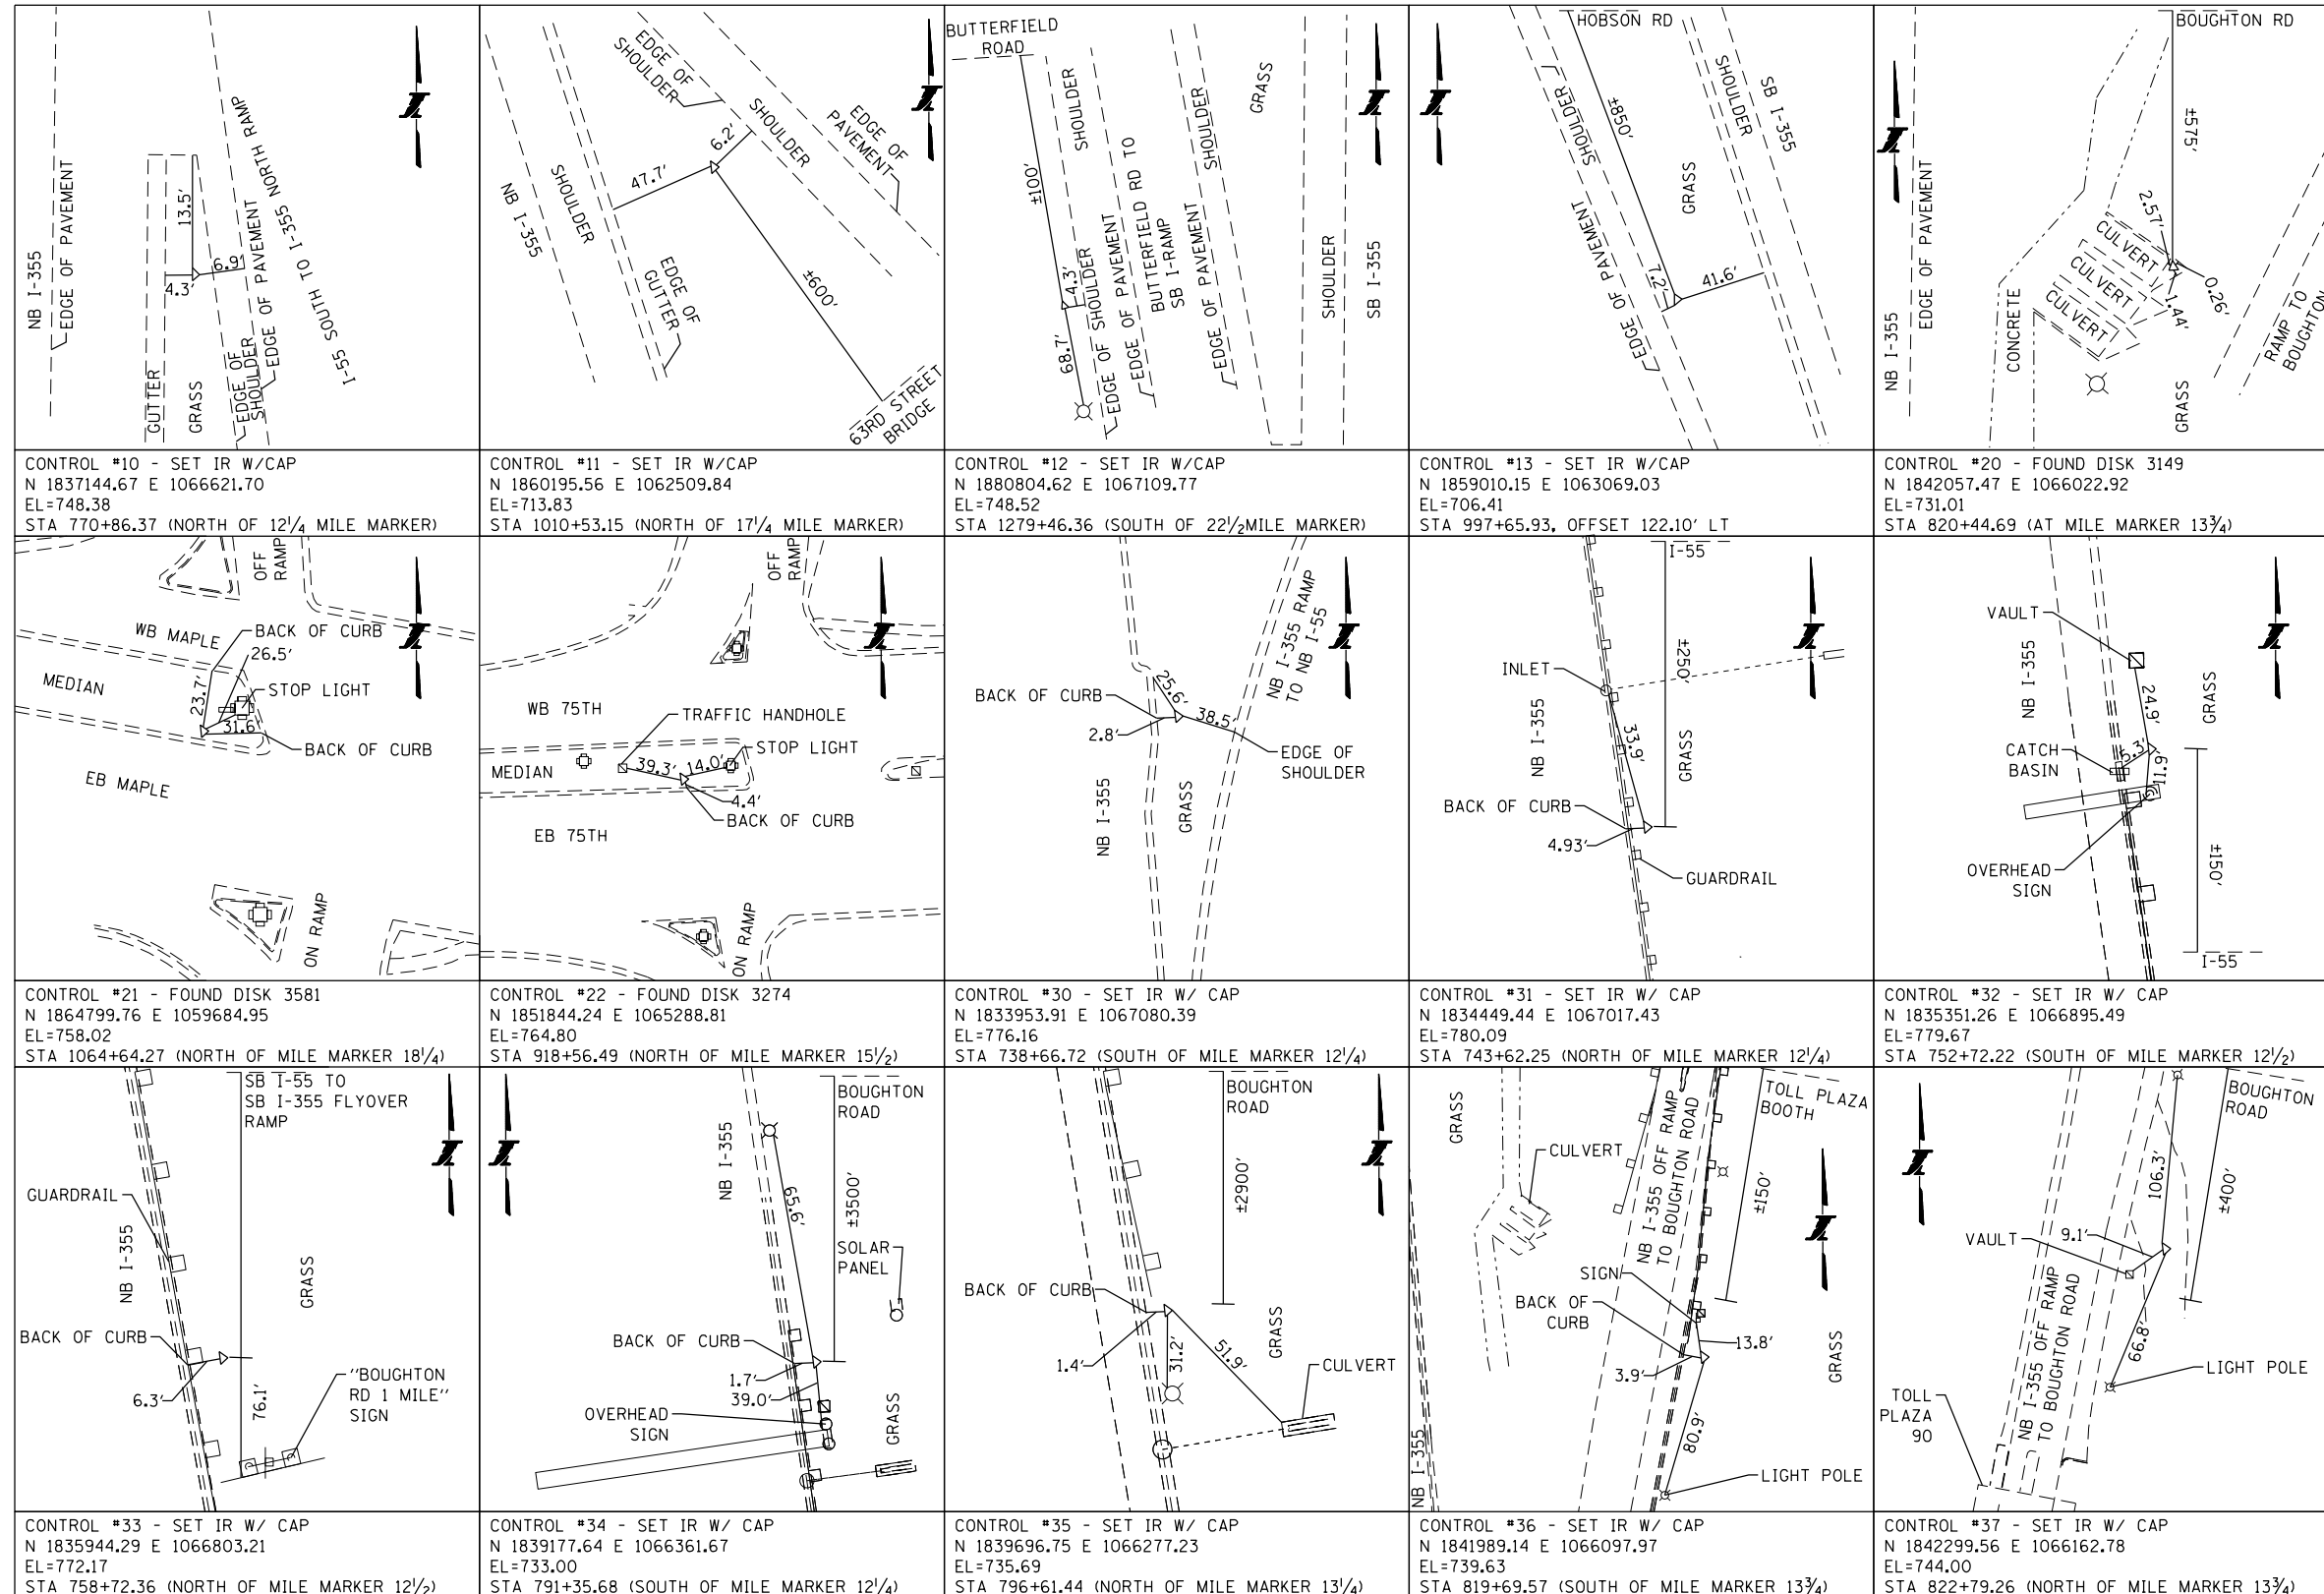 NB I-355
EDGE OF PAVEMENT
13.5'
4.3'
6.9'
GUTTER
GRASS
EDGE OF
SHOULDER
EDGE OF PAVEMENT
I-55 SOUTH TO I-355 NORTH RAMP
CONTROL #10 - SET IR W/CAP
N 1837144.67 E 1066621.70
EL=748.38
STA 770+86.37 (NORTH OF 12¼ MILE MARKER)
EDGE OF
SHOULDER
SHOULDER
EDGE OF
PAVEMENT
6.2'
47.7'
NB I-355
SHOULDER
EDGE OF
GUTTER
±600'
63RD STREET
BRIDGE
CONTROL #11 - SET IR W/CAP
N 1860195.56 E 1062509.84
EL=713.83
STA 1010+53.15 (NORTH OF 17¼ MILE MARKER)
BUTTERFIELD
ROAD
±100'
SHOULDER
4.3'
68.7'
EDGE OF SHOULDER
EDGE OF PAVEMENT
BUTTERFIELD RD TO
SB I-RAMP
EDGE OF PAVEMENT
SHOULDER
GRASS
SHOULDER
SB I-355
CONTROL #12 - SET IR W/CAP
N 1880804.62 E 1067109.77
EL=748.52
STA 1279+46.36 (SOUTH OF 22½MILE MARKER)
HOBSON RD
SHOULDER
±850'
EDGE OF PAVEMENT
GRASS
SHOULDER
SB I-355
7.2'
41.6'
CONTROL #13 - SET IR W/CAP
N 1859010.15 E 1063069.03
EL=706.41
STA 997+65.93, OFFSET 122.10' LT
BOUGHTON RD
±575'
NB I-355
EDGE OF PAVEMENT
2.57'
CULVERT
CULVERT
CULVERT
0.26'
1.44'
CONCRETE
GRASS
RAMP TO
BOUGHTON
CONTROL #20 - FOUND DISK 3149
N 1842057.47 E 1066022.92
EL=731.01
STA 820+44.69 (AT MILE MARKER 13¾)
OFF
RAMP
WB MAPLE
BACK OF CURB
26.5'
MEDIAN
23.7'
STOP LIGHT
31.6
BACK OF CURB
EB MAPLE
ON RAMP
CONTROL #21 - FOUND DISK 3581
N 1864799.76 E 1059684.95
EL=758.02
STA 1064+64.27 (NORTH OF MILE MARKER 18¼)
OFF
RAMP
WB 75TH
TRAFFIC HANDHOLE
STOP LIGHT
MEDIAN
39.3'
14.0'
4.4'
BACK OF CURB
EB 75TH
ON RAMP
CONTROL #22 - FOUND DISK 3274
N 1851844.24 E 1065288.81
EL=764.80
STA 918+56.49 (NORTH OF MILE MARKER 15½)
NB I-355 RAMP
TO NB I-55
25.6'
BACK OF CURB
38.5'
2.8'
EDGE OF
SHOULDER
NB I-355
GRASS
CONTROL #30 - SET IR W/ CAP
N 1833953.91 E 1067080.39
EL=776.16
STA 738+66.72 (SOUTH OF MILE MARKER 12¼)
I-55
±250'
INLET
NB I-355
33.9'
GRASS
BACK OF CURB
4.93'
GUARDRAIL
CONTROL #31 - SET IR W/ CAP
N 1834449.44 E 1067017.43
EL=780.09
STA 743+62.25 (NORTH OF MILE MARKER 12¼)
VAULT
NB I-355
24.9'
GRASS
CATCH
BASIN
5.3'
11.9'
OVERHEAD
SIGN
±150'
I-55
CONTROL #32 - SET IR W/ CAP
N 1835351.26 E 1066895.49
EL=779.67
STA 752+72.22 (SOUTH OF MILE MARKER 12½)
SB I-55 TO
SB I-355 FLYOVER
RAMP
GUARDRAIL
NB I-355
GRASS
BACK OF CURB
6.3'
76.1'
"BOUGHTON
RD 1 MILE"
SIGN
CONTROL #33 - SET IR W/ CAP
N 1835944.29 E 1066803.21
EL=772.17
STA 758+72.36 (NORTH OF MILE MARKER 12½)
BOUGHTON
ROAD
NB I-355
65.6'
±3500'
SOLAR
PANEL
BACK OF CURB
1.7'
39.0'
OVERHEAD
SIGN
GRASS
CONTROL #34 - SET IR W/ CAP
N 1839177.64 E 1066361.67
EL=733.00
STA 791+35.68 (SOUTH OF MILE MARKER 12¼)
BOUGHTON
ROAD
±2900'
BACK OF CURB
1.4'
31.2'
51.9'
GRASS
CULVERT
CONTROL #35 - SET IR W/ CAP
N 1839696.75 E 1066277.23
EL=735.69
STA 796+61.44 (NORTH OF MILE MARKER 13¼)
GRASS
CULVERT
NB I-355 OFF RAMP
TO BOUGHTON ROAD
TOLL PLAZA
BOOTH
±150'
SIGN
BACK OF
CURB
13.8'
3.9'
GRASS
80.9'
LIGHT POLE
NB I-355
CONTROL #36 - SET IR W/ CAP
N 1841989.14 E 1066097.97
EL=739.63
STA 819+69.57 (SOUTH OF MILE MARKER 13¾)
BOUGHTON
ROAD
106.3'
±400'
VAULT
9.1'
NB I-355 OFF RAMP
TO BOUGHTON ROAD
66.8'
LIGHT POLE
TOLL
PLAZA
90
CONTROL #37 - SET IR W/ CAP
N 1842299.56 E 1066162.78
EL=744.00
STA 822+79.26 (NORTH OF MILE MARKER 13¾)